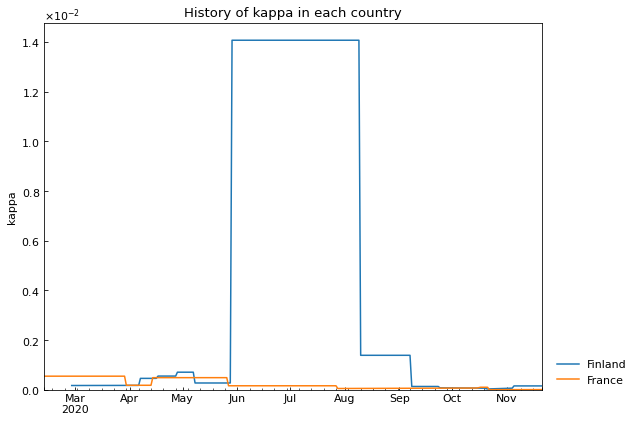 History of kappa in each country
×10⁻²
1.4
1.2
1.0
0.8
0.6
0.4
0.2
0.0
kappa
Mar Apr May Jun Jul Aug Sep Oct Nov
2020
Finland
France